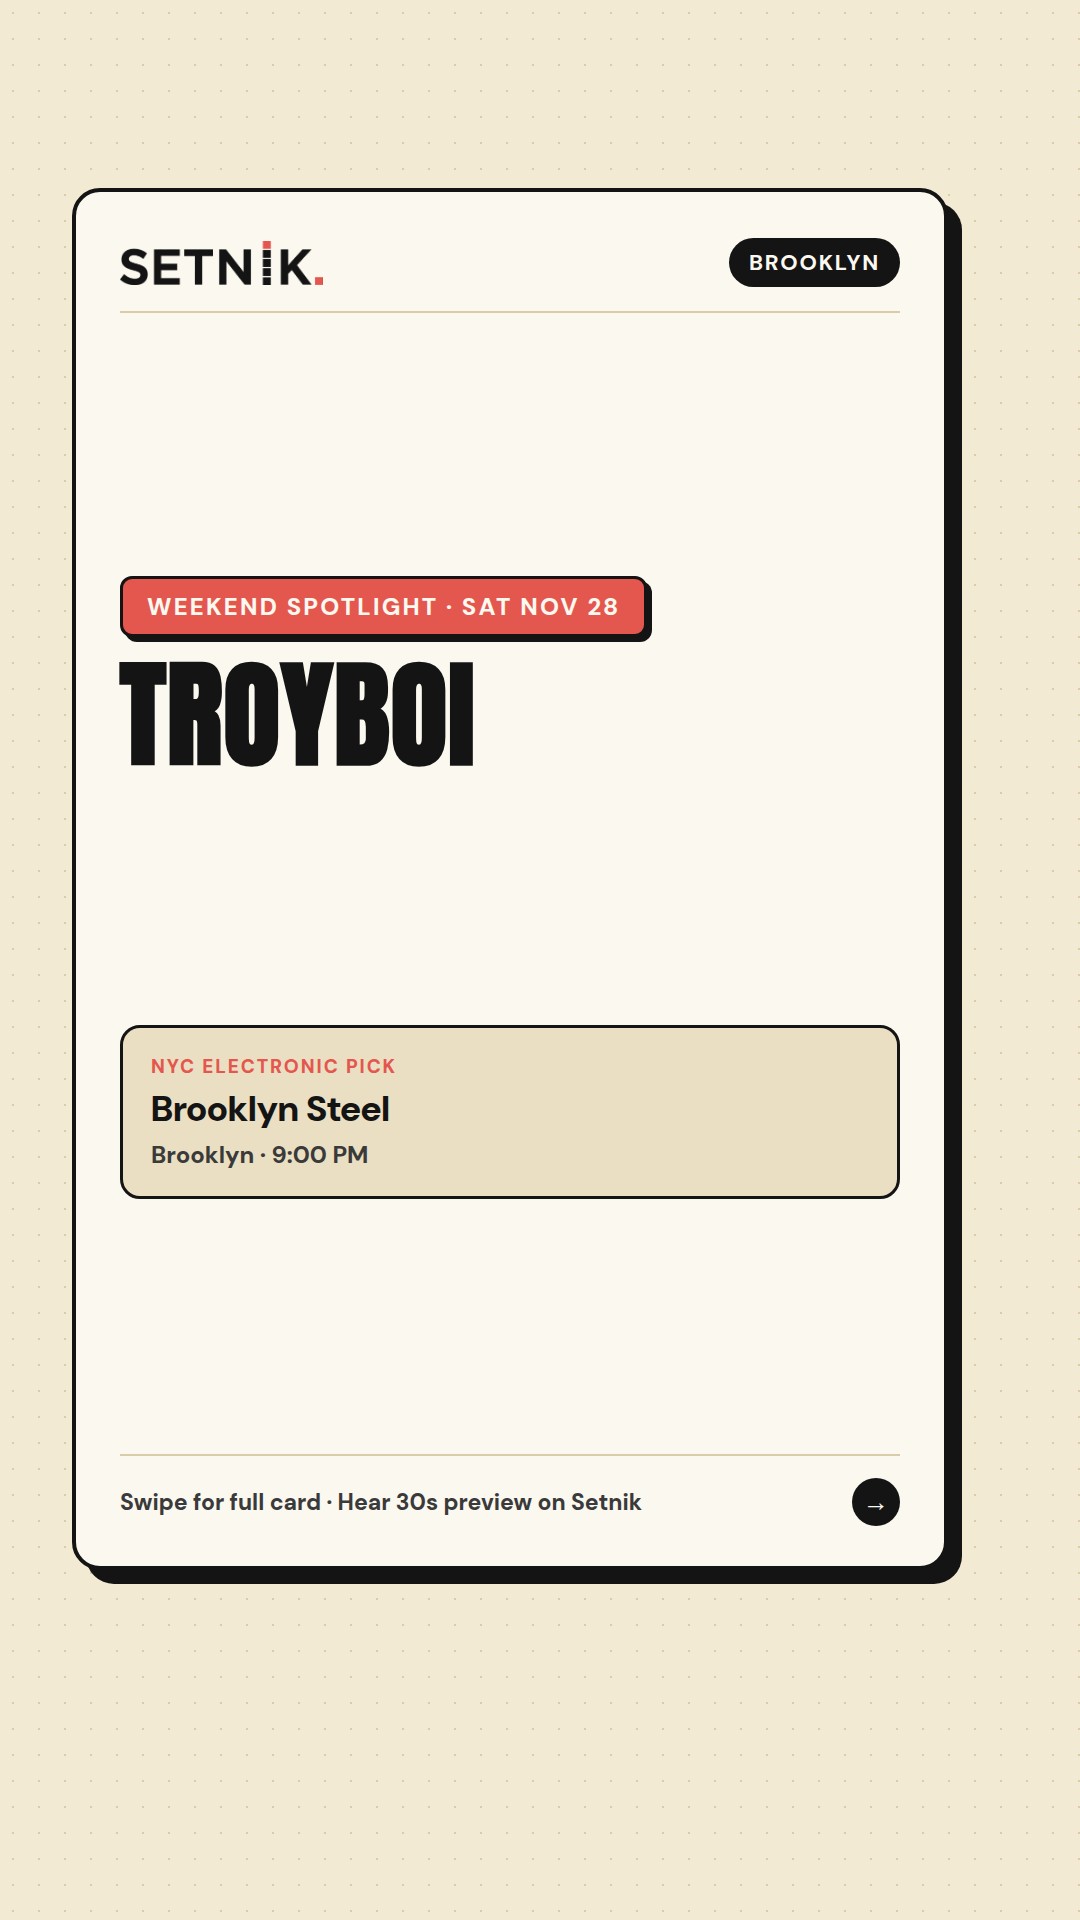 SETNIK.
BROOKLYN
WEEKEND SPOTLIGHT · SAT NOV 28
TROYBOI
NYC ELECTRONIC PICK
Brooklyn Steel
Brooklyn · 9:00 PM
Swipe for full card · Hear 30s preview on Setnik
→